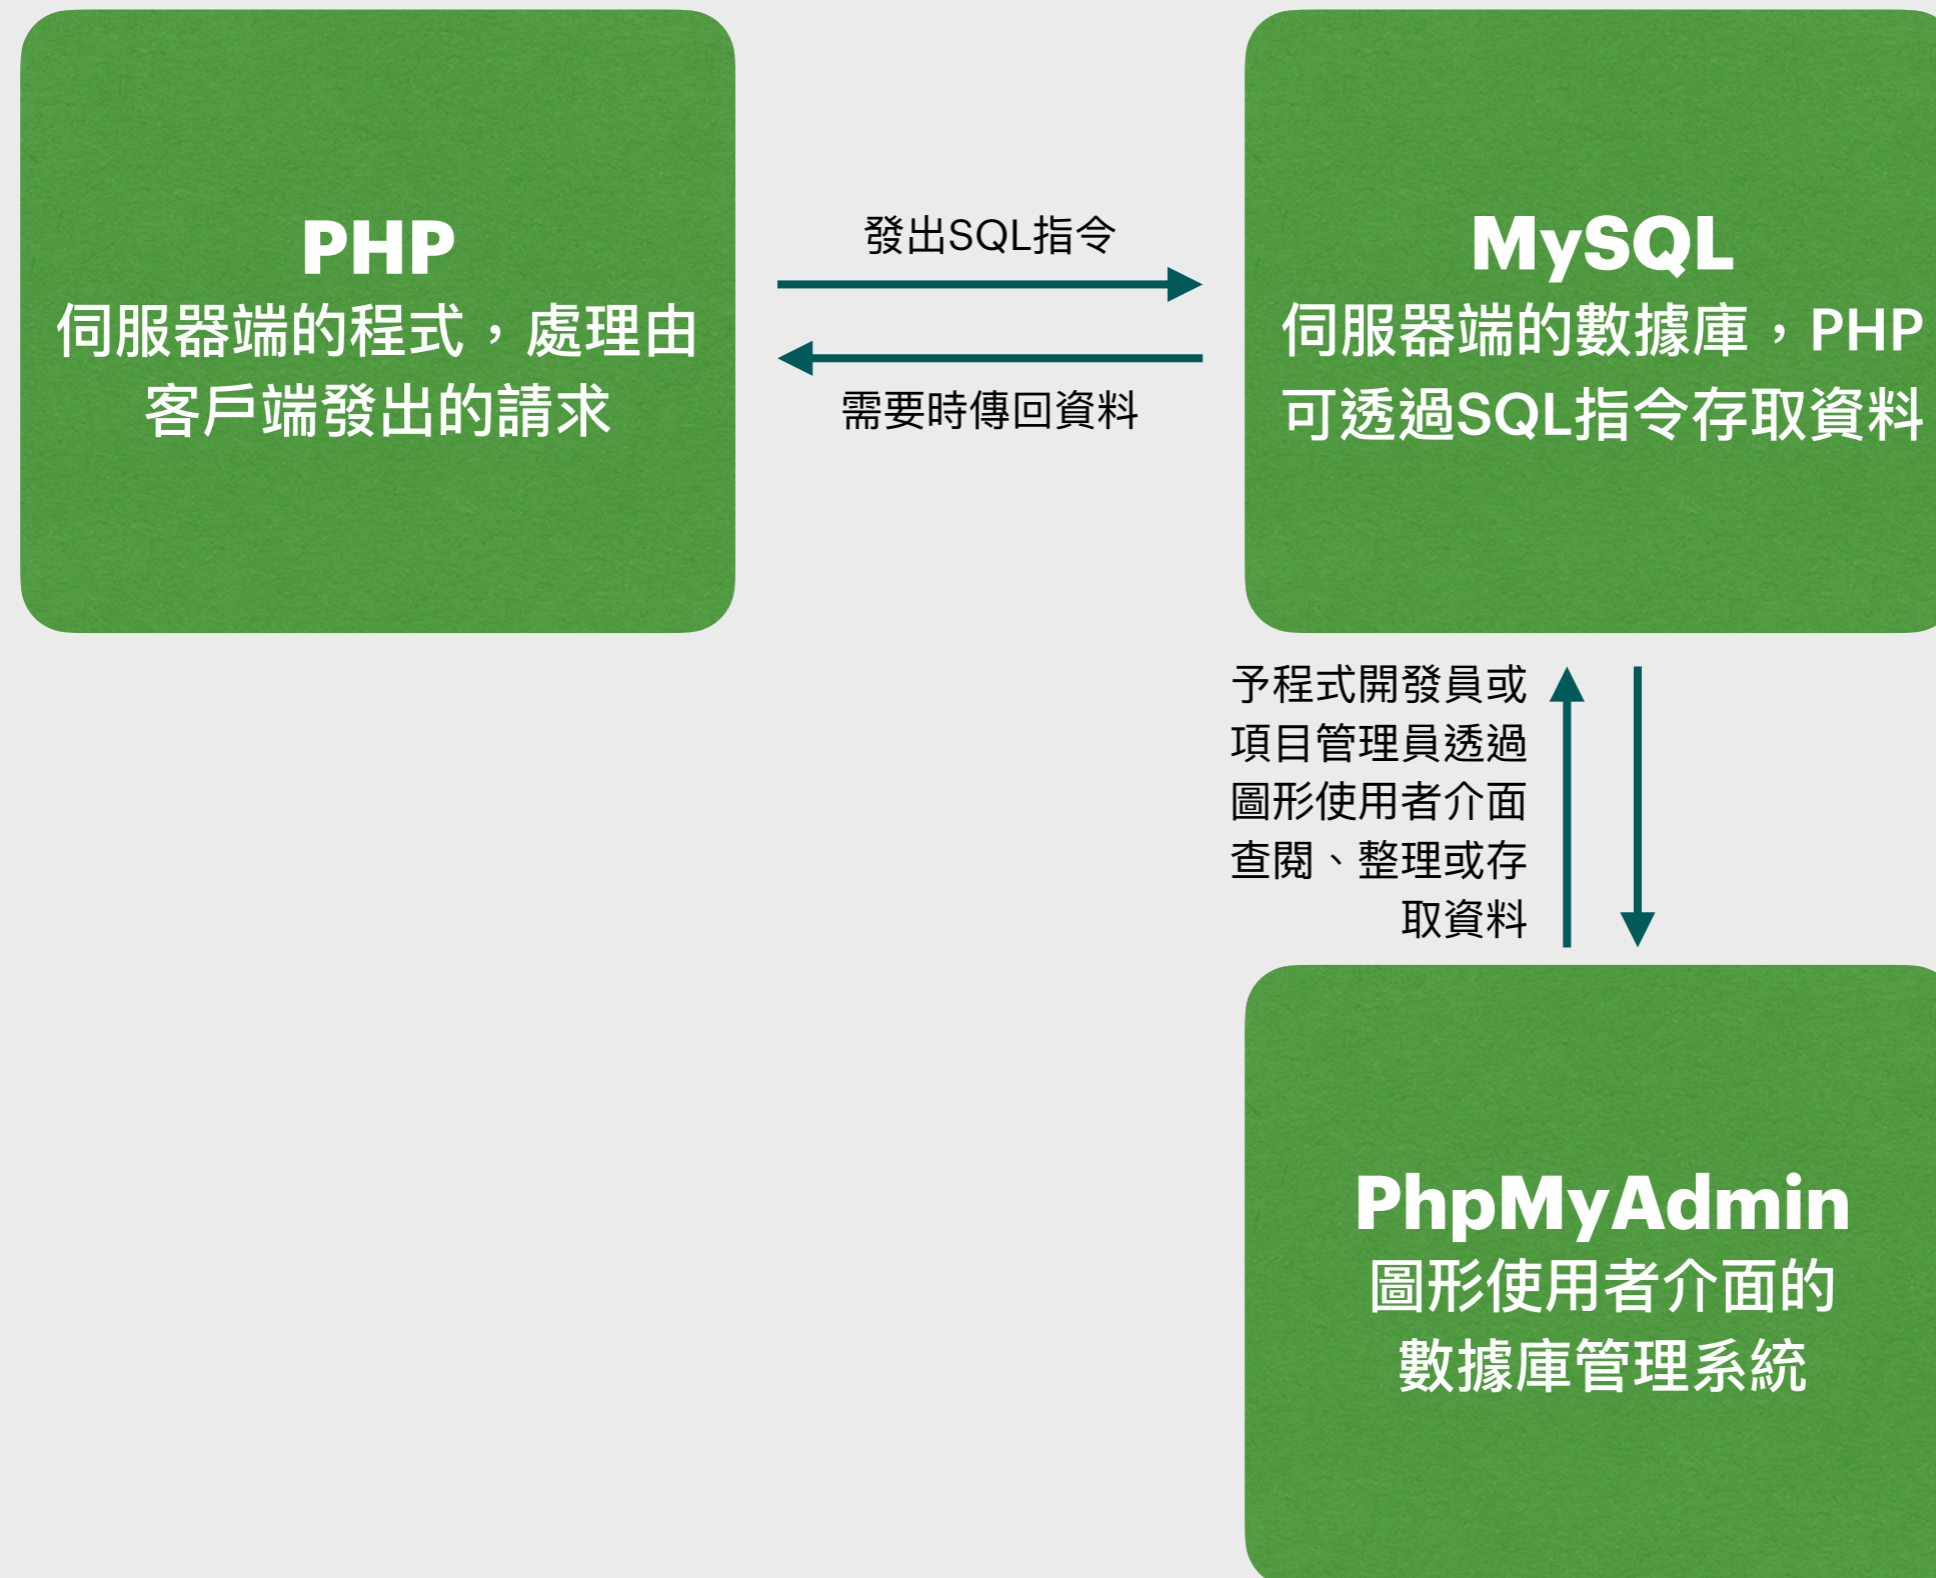 PHP
伺服器端的程式，處理由
客戶端發出的請求
發出SQL指令
需要時傳回資料
MySQL
伺服器端的數據庫，PHP
可透過SQL指令存取資料
予程式開發員或
項目管理員透過
圖形使用者介面
查閱、整理或存
取資料
PhpMyAdmin
圖形使用者介面的
數據庫管理系統